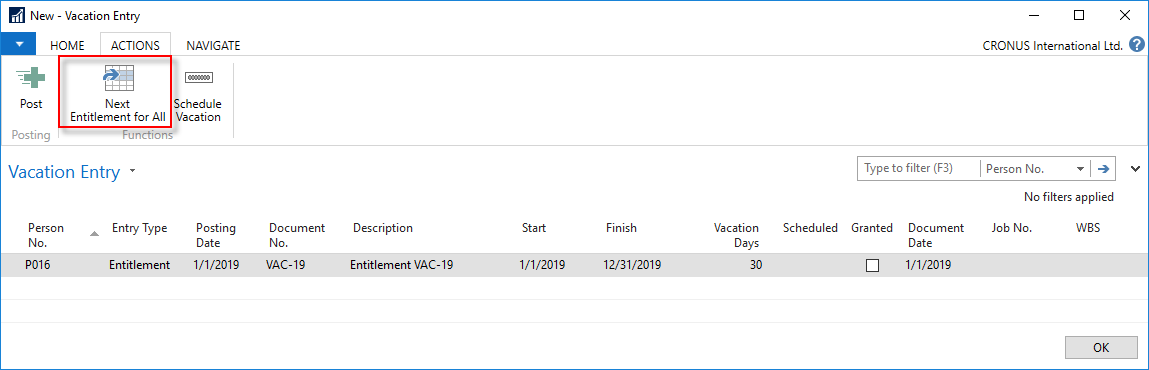 New - Vacation Entry
HOME ACTIONS NAVIGATE CRONUS International Ltd. ?
Post Next Schedule
Entitlement for All Vacation
Posting Functions
Vacation Entry Type to filter (F3) Person No.
No filters applied
Person Entry Type Posting Document Description Start Finish Vacation Scheduled Granted Document Job No. WBS
No. Date No. Days Date
P016 Entitlement 1/1/2019 VAC-19 Entitlement VAC-19 1/1/2019 12/31/2019 30 1/1/2019
OK